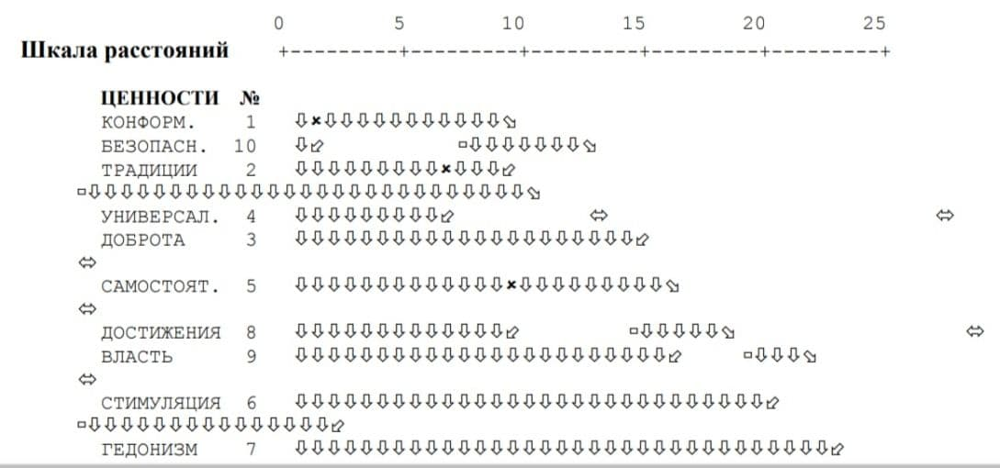 0 5 10 15 20 25
Шкала расстояний +---------+---------+---------+---------+---------+
ЦЕННОСТИ №
КОНФОРМ. 1
БЕЗОПАСН. 10
ТРАДИЦИИ 2
УНИВЕРСАЛ. 4
ДОБРОТА 3
САМОСТОЯТ. 5
ДОСТИЖЕНИЯ 8
ВЛАСТЬ 9
СТИМУЛЯЦИЯ 6
ГЕДОНИЗМ 7